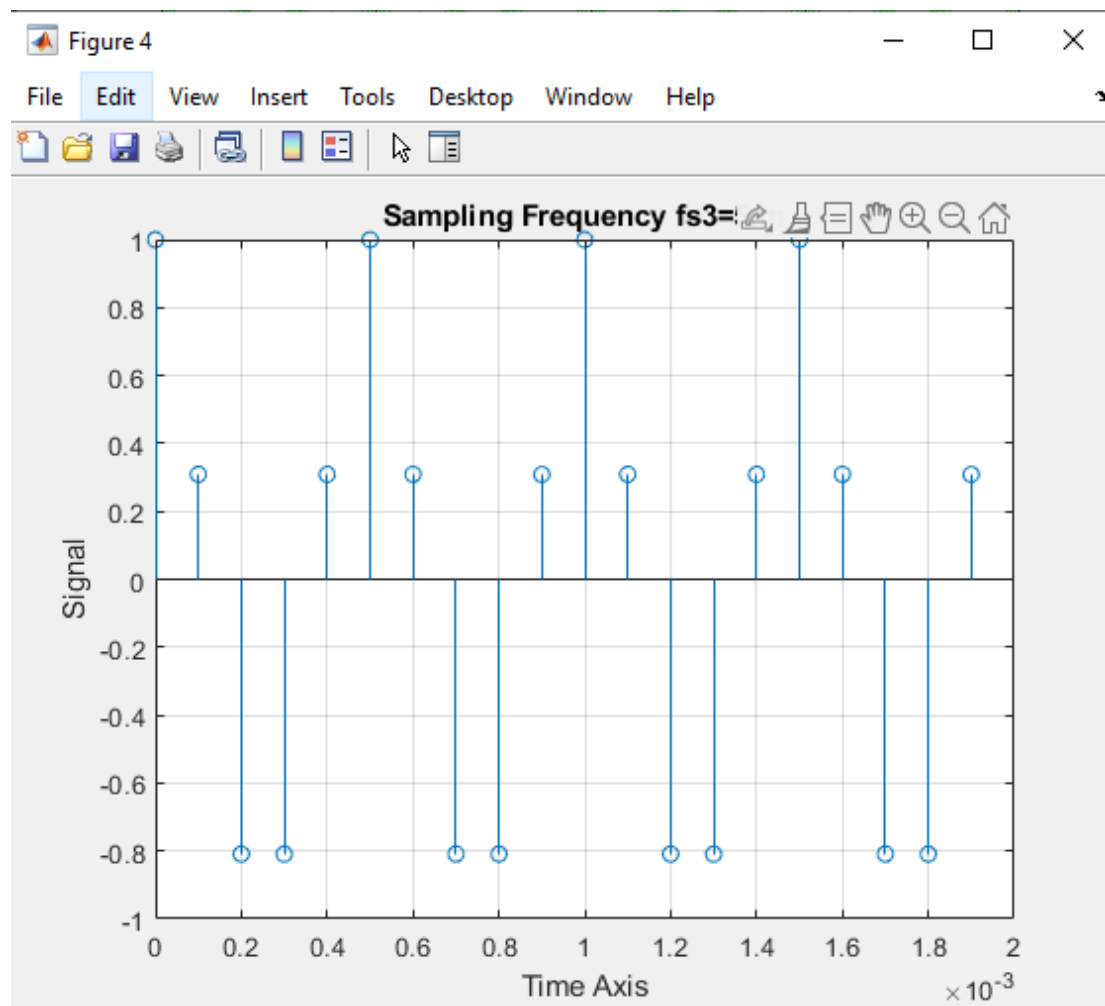 Figure 4
File Edit View Insert Tools Desktop Window Help
Sampling Frequency fs3=
1
0.8
0.6
0.4
0.2
0
-0.2
-0.4
-0.6
-0.8
-1
Signal
0 0.2 0.4 0.6 0.8 1 1.2 1.4 1.6 1.8 2
Time Axis
×10-3